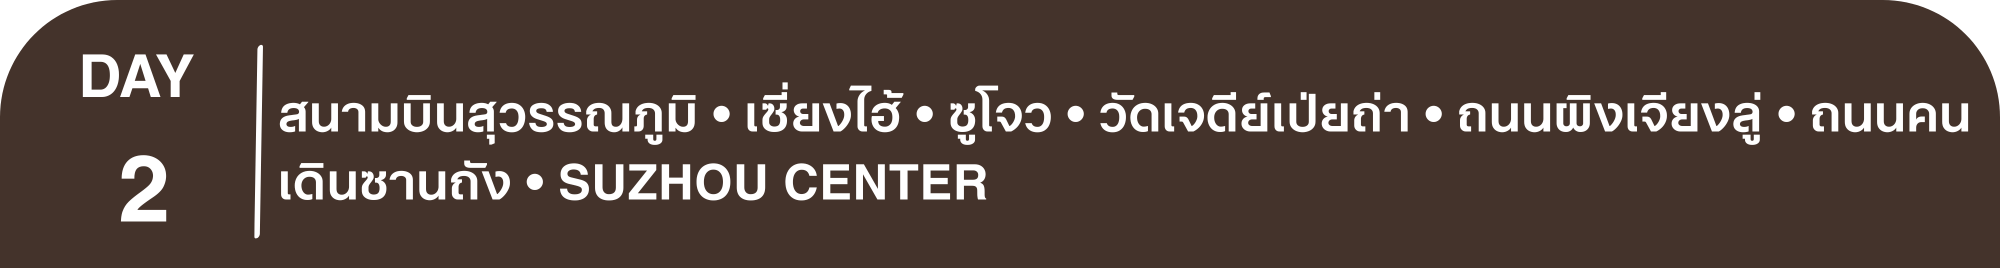 DAY
2
สนามบินสุวรรณภูมิ • เซี่ยงไฮ้ • ซูโจว • วัดเจดีย์เป่ยถ่า • ถนนผิงเจียงลู่ • ถนนคน
เดินซานถัง • SUZHOU CENTER